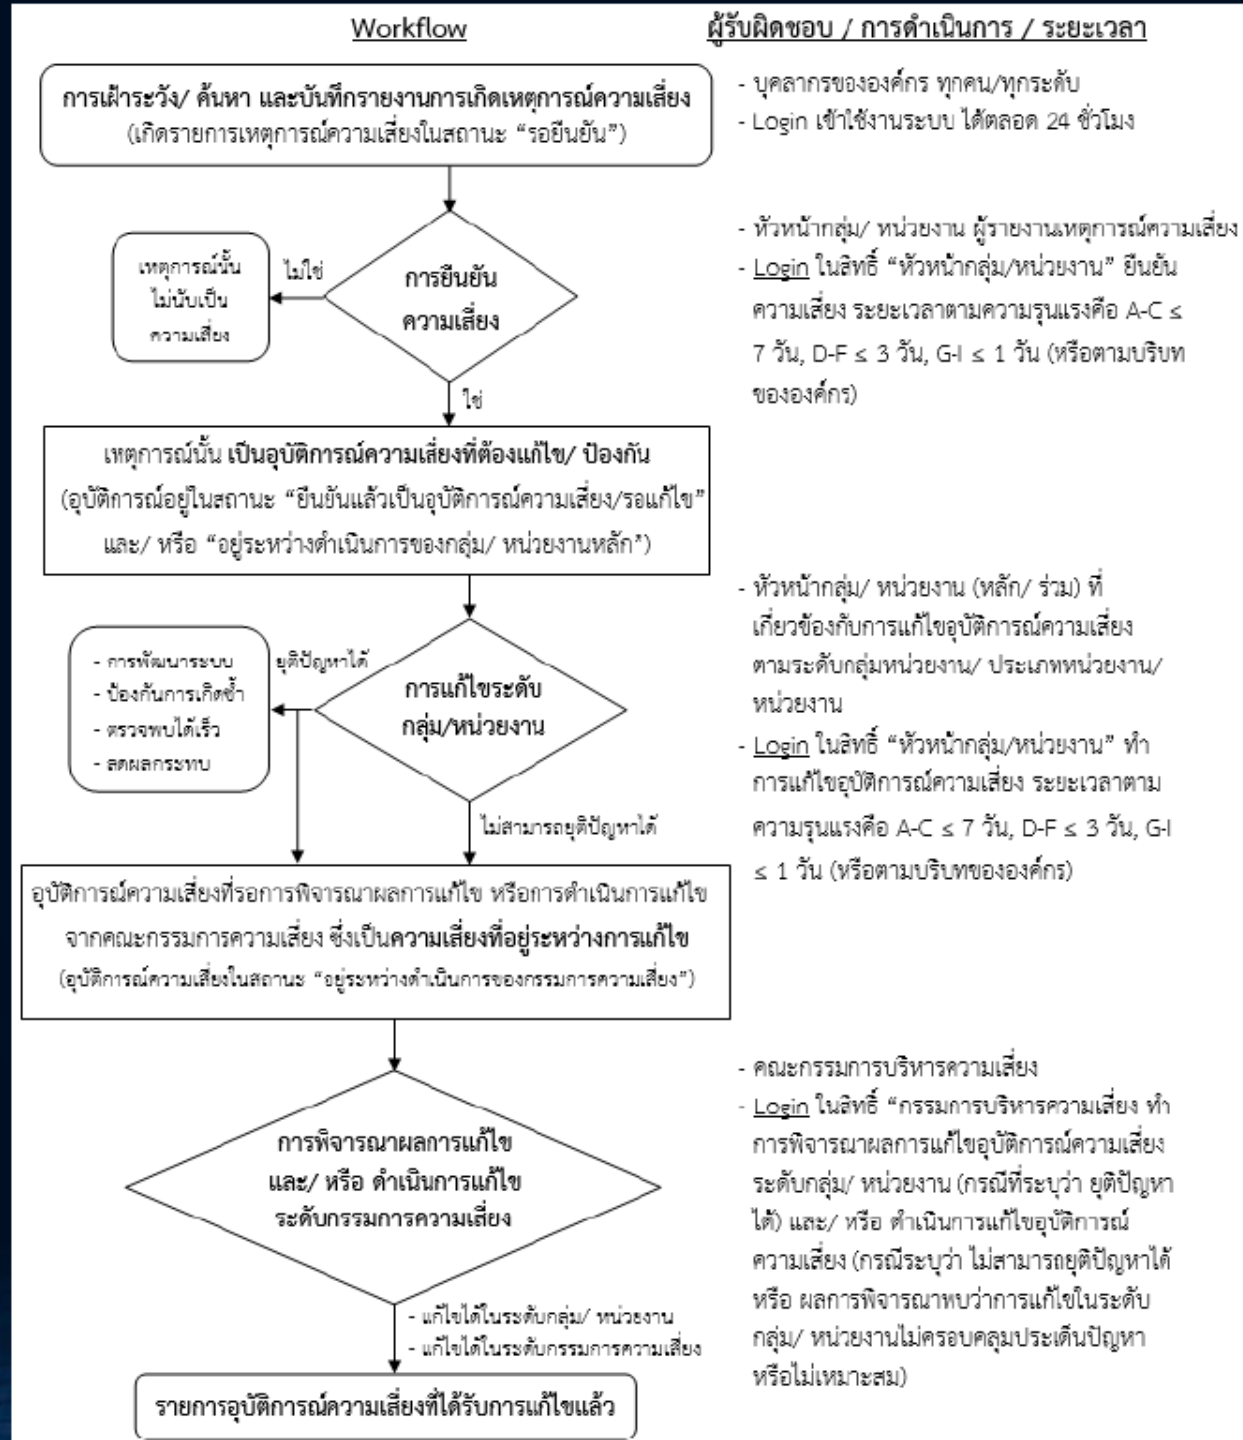 Workflow
ผู้รับผิดชอบ / การดำเนินการ / ระยะเวลา
การเฝ้าระวัง/ ค้นหา และบันทึกรายงานการเกิดเหตุการณ์ความเสี่ยง
(เกิดรายการเหตุการณ์ความเสี่ยงในสถานะ “รอยืนยัน”)
- บุคลากรขององค์กร ทุกคน/ทุกระดับ
- Login เข้าใช้งานระบบ ได้ตลอด 24 ชั่วโมง
การยืนยัน
ความเสี่ยง
ไม่ใช่
เหตุการณ์นั้น
ไม่นับเป็น
ความเสี่ยง
ใช่
- หัวหน้ากลุ่ม/ หน่วยงาน ผู้รายงานเหตุการณ์ความเสี่ยง
- Login ในสิทธิ์ “หัวหน้ากลุ่ม/หน่วยงาน” ยืนยัน
ความเสี่ยง ระยะเวลาตามความรุนแรงคือ A-C ≤
7 วัน, D-F ≤ 3 วัน, G-I ≤ 1 วัน (หรือตามบริบท
ขององค์กร)
เหตุการณ์นั้น เป็นอุบัติการณ์ความเสี่ยงที่ต้องแก้ไข/ ป้องกัน
(อุบัติการณ์อยู่ในสถานะ “ยืนยันแล้วเป็นอุบัติการณ์ความเสี่ยง/รอแก้ไข”
และ/ หรือ “อยู่ระหว่างดำเนินการของกลุ่ม/ หน่วยงานหลัก”)
การแก้ไขระดับ
กลุ่ม/หน่วยงาน
ยุติปัญหาได้
- การพัฒนาระบบ
- ป้องกันการเกิดซ้ำ
- ตรวจพบได้เร็ว
- ลดผลกระทบ
ไม่สามารถยุติปัญหาได้
- หัวหน้ากลุ่ม/ หน่วยงาน (หลัก/ ร่วม) ที่
เกี่ยวข้องกับการแก้ไขอุบัติการณ์ความเสี่ยง
ตามระดับกลุ่มหน่วยงาน/ ประเภทหน่วยงาน/
หน่วยงาน
- Login ในสิทธิ์ “หัวหน้ากลุ่ม/หน่วยงาน” ทำ
การแก้ไขอุบัติการณ์ความเสี่ยง ระยะเวลาตาม
ความรุนแรงคือ A-C ≤ 7 วัน, D-F ≤ 3 วัน, G-I
≤ 1 วัน (หรือตามบริบทขององค์กร)
อุบัติการณ์ความเสี่ยงที่รอการพิจารณาผลการแก้ไข หรือการดำเนินการแก้ไข
จากคณะกรรมการความเสี่ยง ซึ่งเป็นความเสี่ยงที่อยู่ระหว่างการแก้ไข
(อุบัติการณ์ความเสี่ยงในสถานะ “อยู่ระหว่างดำเนินการของกรรมการความเสี่ยง”)
การพิจารณาผลการแก้ไข
และ/ หรือ ดำเนินการแก้ไข
ระดับกรรมการความเสี่ยง
- คณะกรรมการบริหารความเสี่ยง
- Login ในสิทธิ์ “กรรมการบริหารความเสี่ยง ทำ
การพิจารณาผลการแก้ไขอุบัติการณ์ความเสี่ยง
ระดับกลุ่ม/ หน่วยงาน (กรณีที่ระบุว่า ยุติปัญหา
ได้) และ/ หรือ ดำเนินการแก้ไขอุบัติการณ์
ความเสี่ยง (กรณีระบุว่า ไม่สามารถยุติปัญหาได้
หรือ ผลการพิจารณาพบว่าการแก้ไขในระดับ
กลุ่ม/ หน่วยงานไม่ครอบคลุมประเด็นปัญหา
หรือไม่เหมาะสม)
- แก้ไขได้ในระดับกลุ่ม/ หน่วยงาน
- แก้ไขได้ในระดับกรรมการความเสี่ยง
รายการอุบัติการณ์ความเสี่ยงที่ได้รับการแก้ไขแล้ว